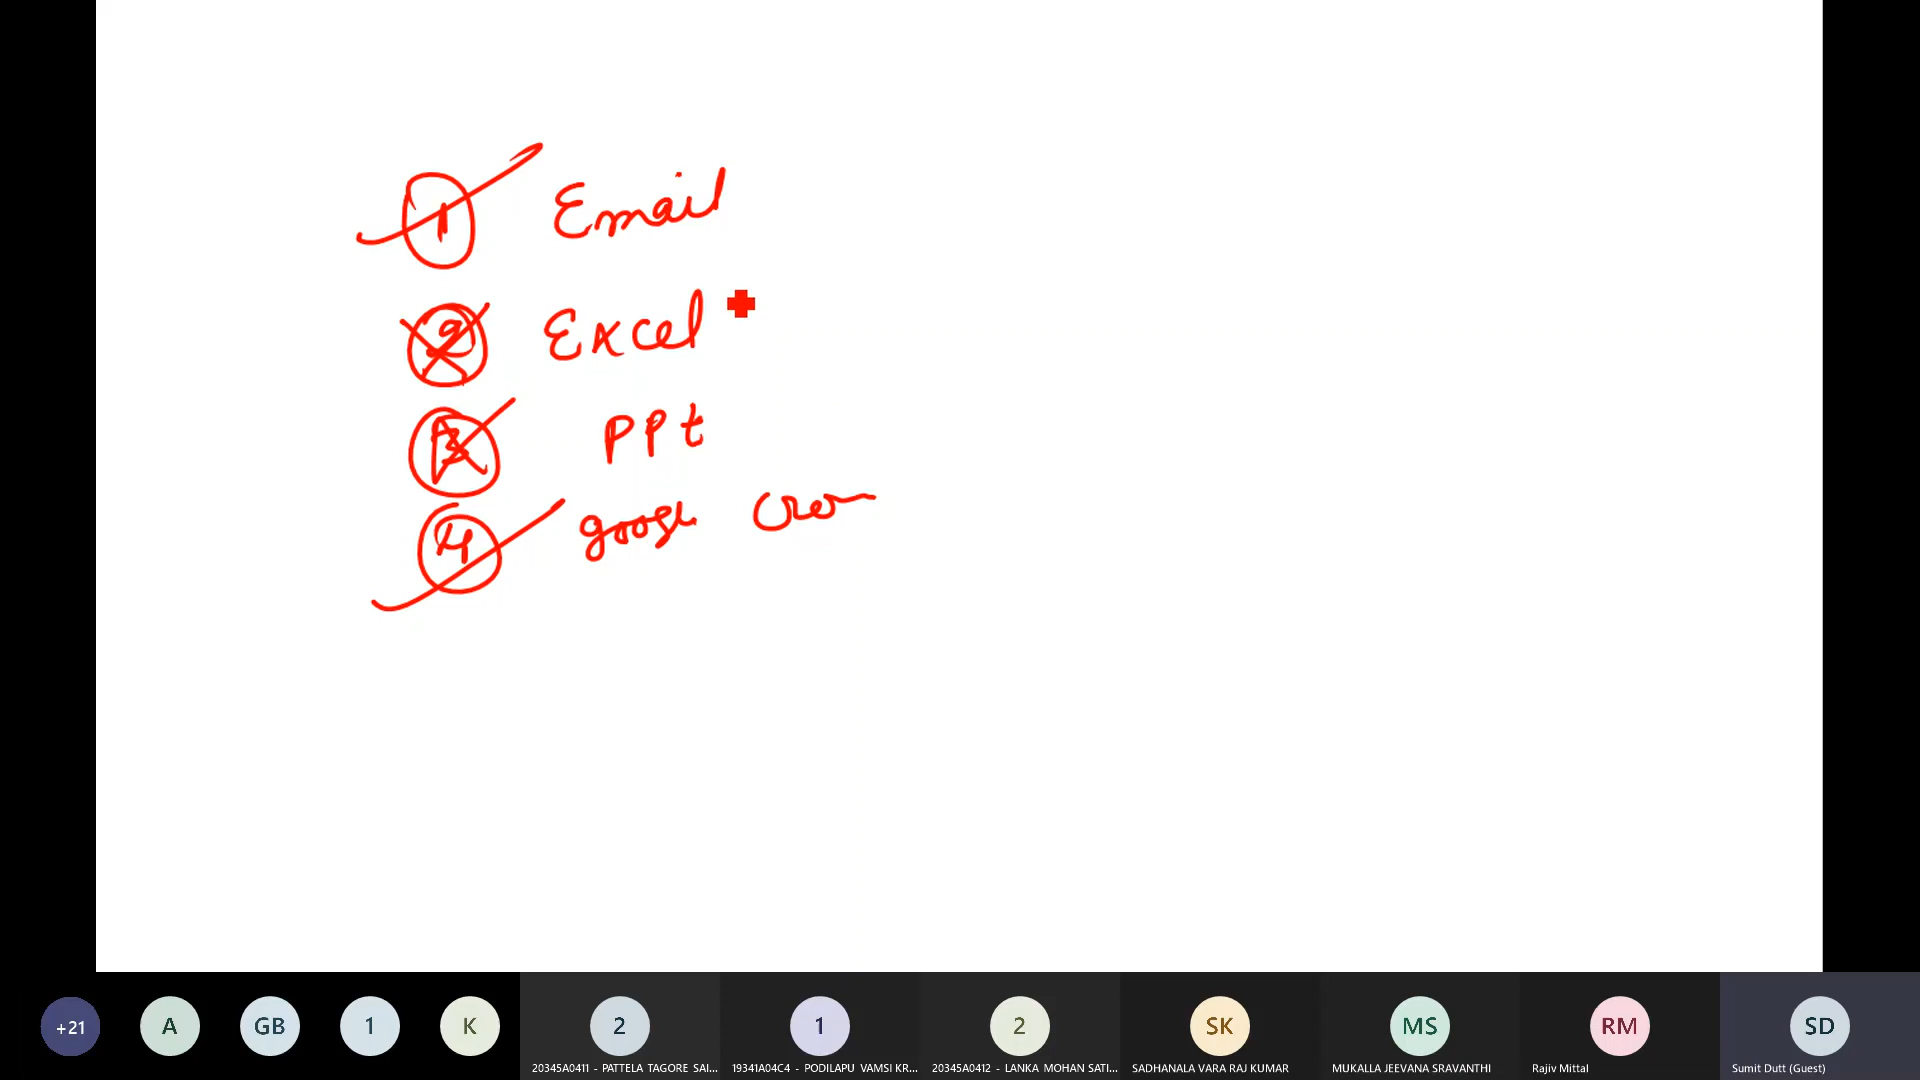 1 Email
2 Excel
3 PPt
4 google
+21
A
GB
1
K
2
1
2
SK
MS
RM
SD
20345A0411 - PATTELA TAGORE SAI...
19341A04C4 - PODILAPU VAMSI KR...
20345A0412 - LANKA MOHAN SATI...
SADHANALA VARA RAJ KUMAR
MUKALLA JEEVANA SRAVANTHI
Rajiv Mittal
Sumit Dutt (Guest)